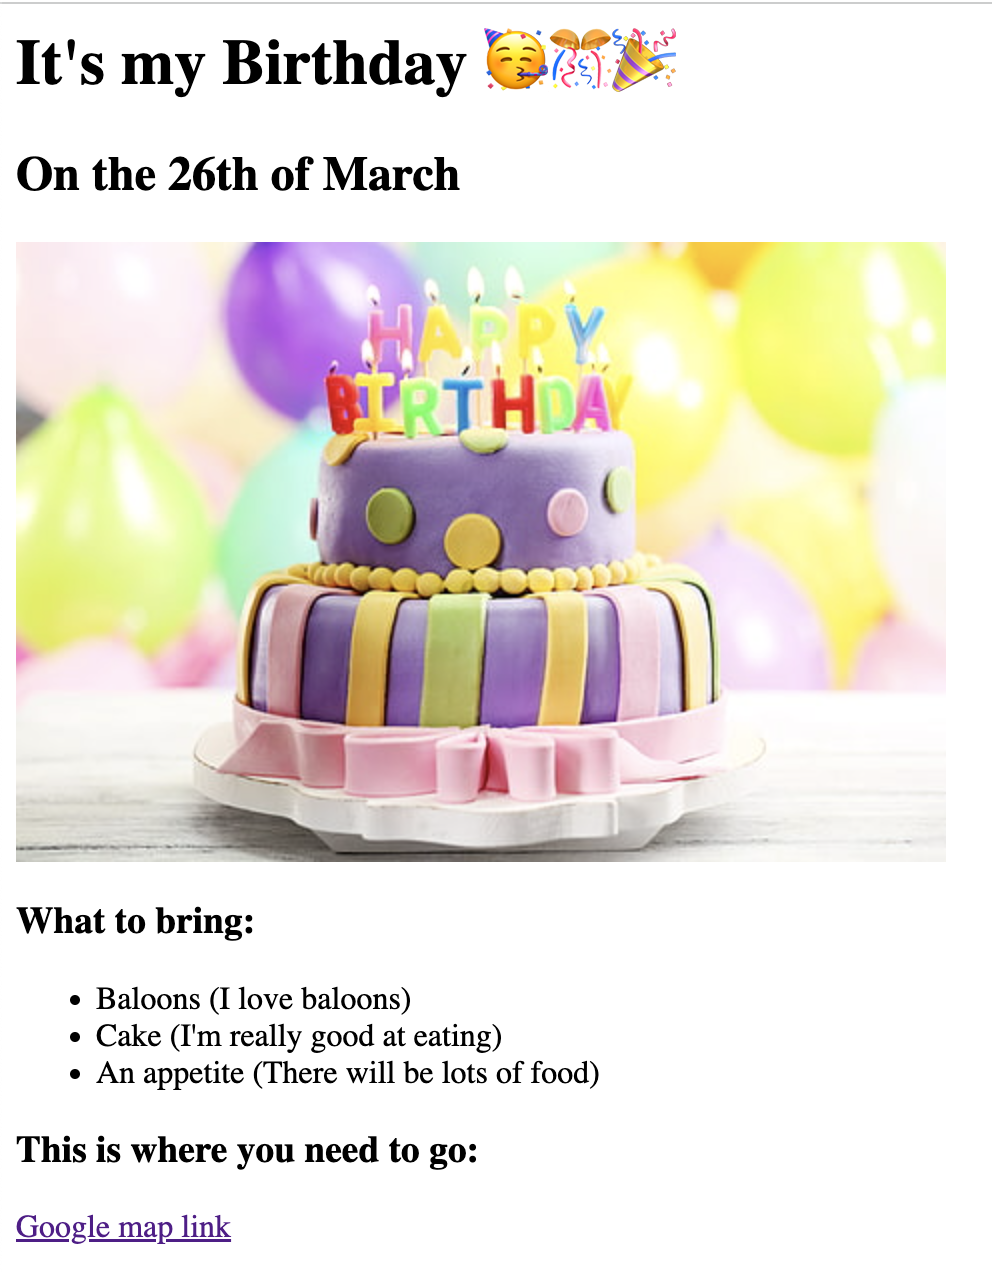 It's my Birthday 🥳🎊🎉
On the 26th of March
HAPPY
BIRTHDAY
What to bring:
Baloons (I love baloons)
Cake (I'm really good at eating)
An appetite (There will be lots of food)
This is where you need to go:
Google map link